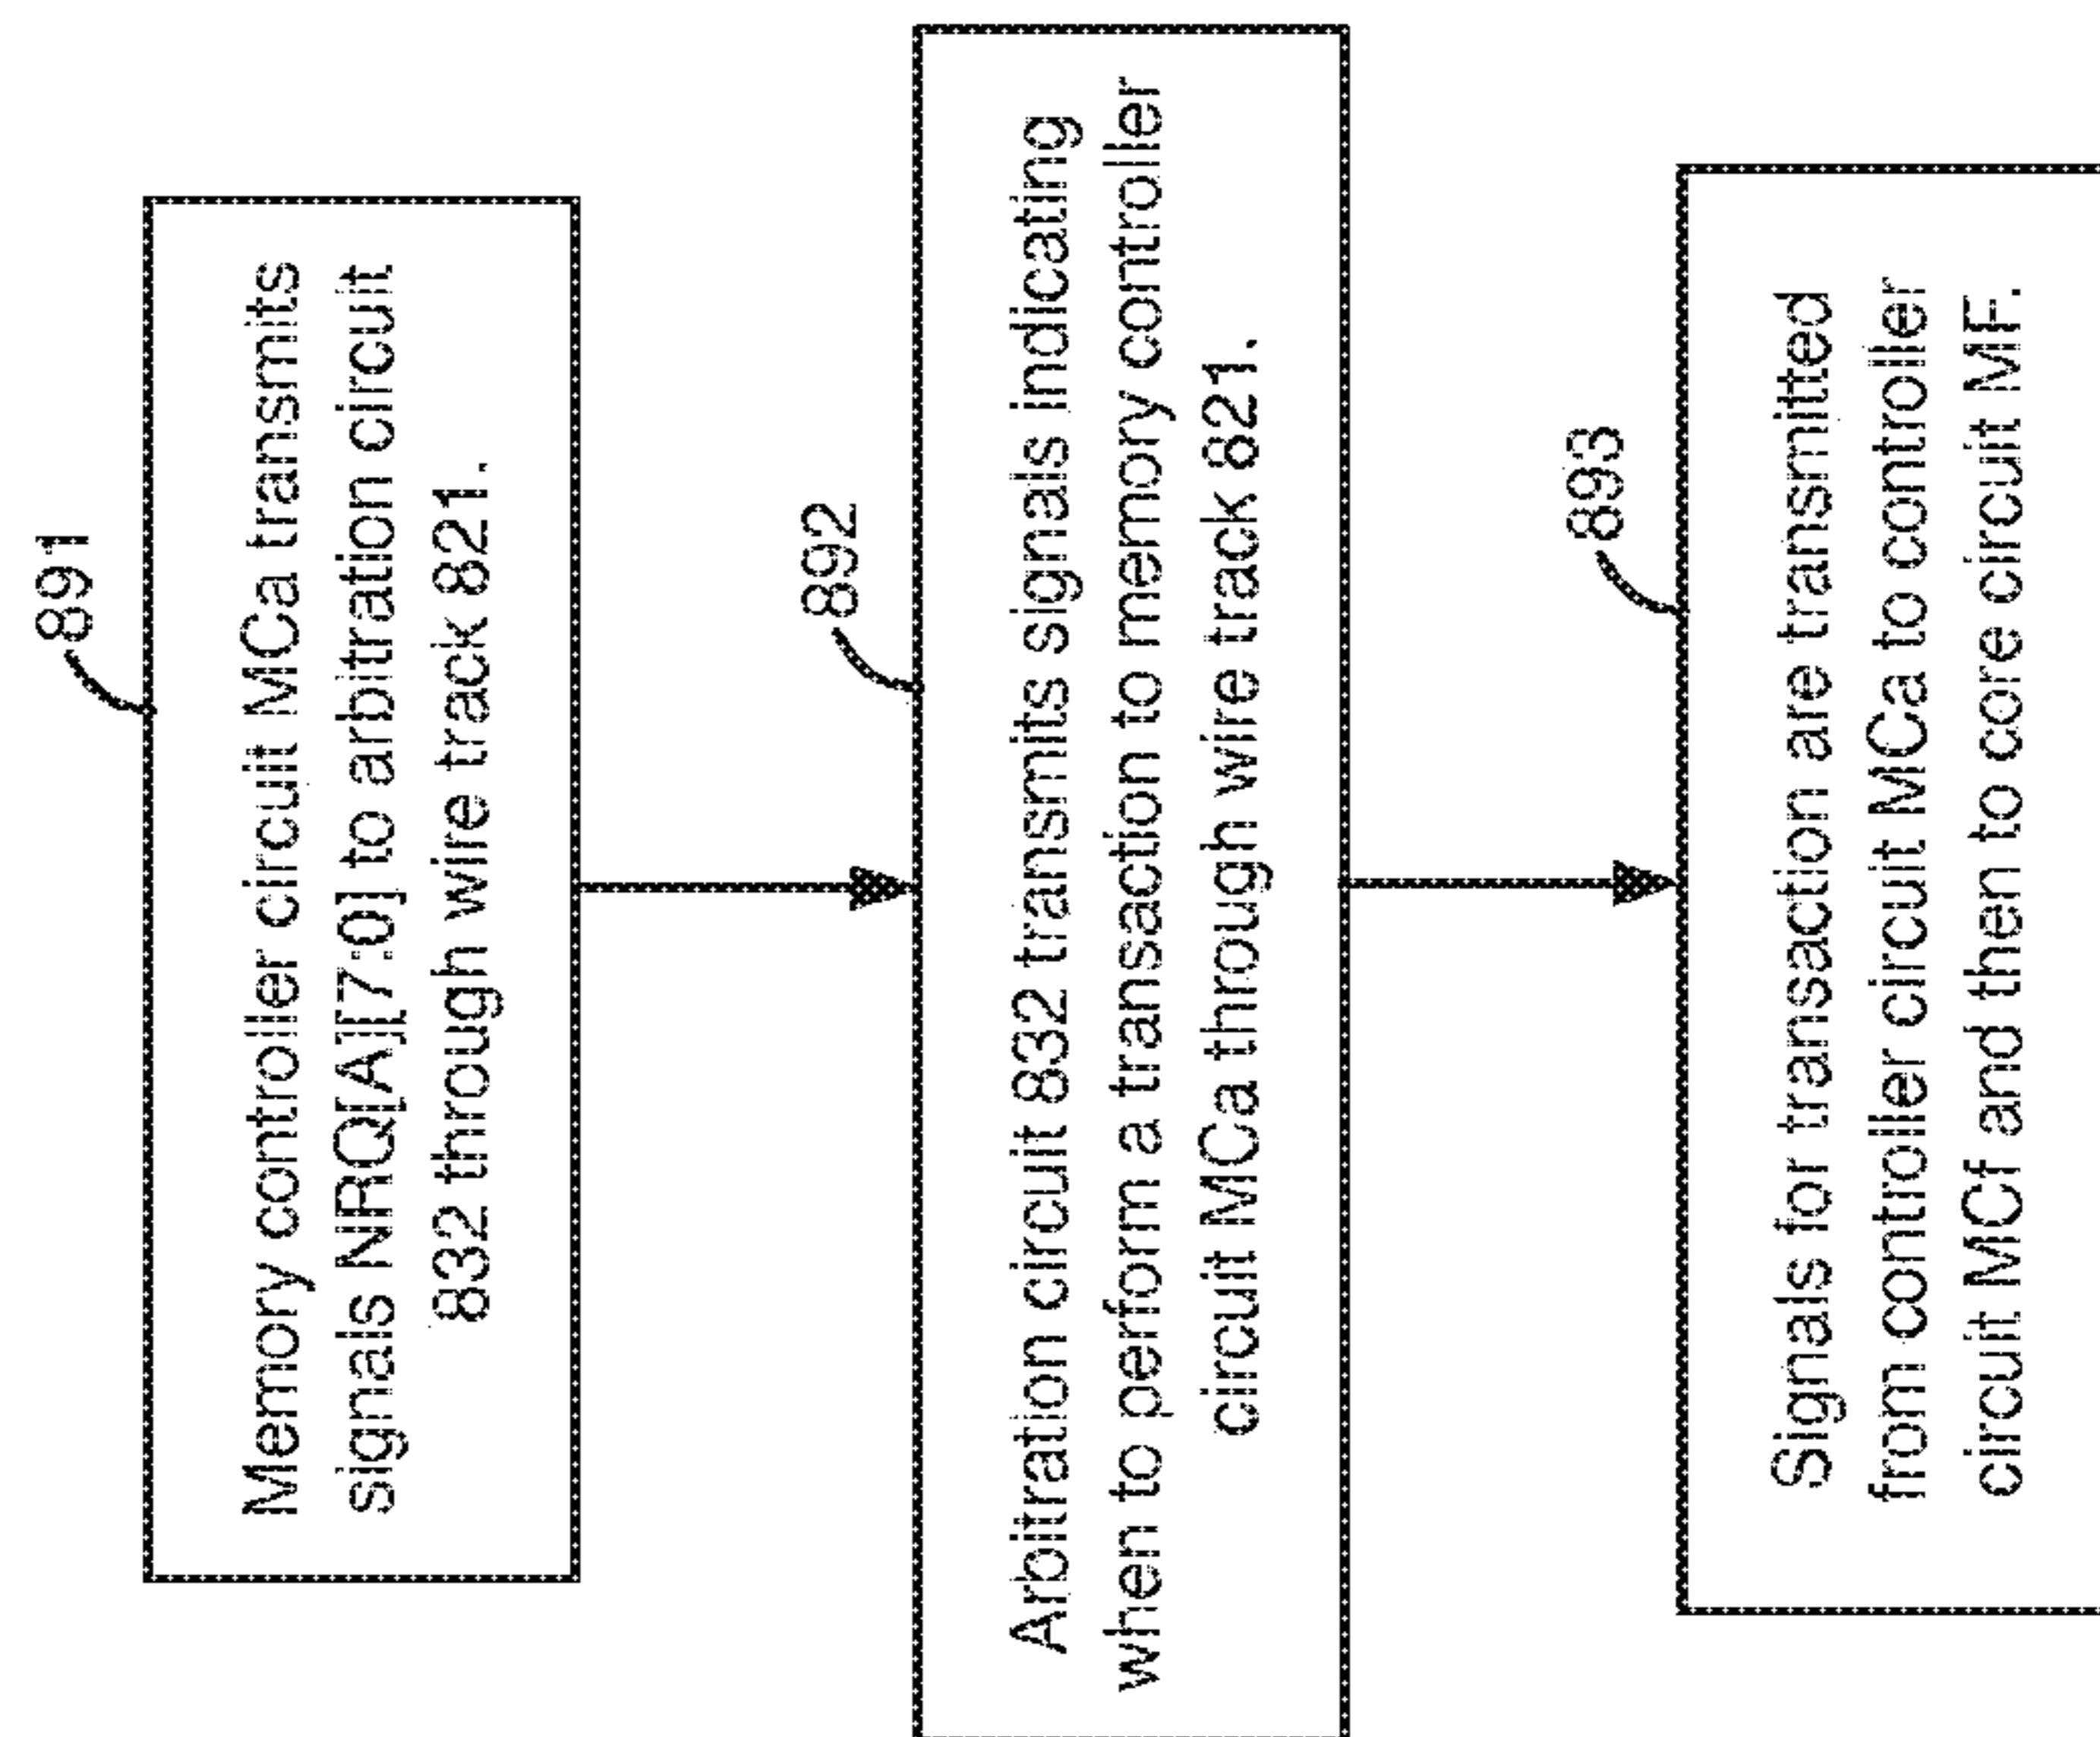 891
Memory controller circuit MCa transmits
signals NRQ[A][7:0] to arbitration circuit
832 through wire track 821.
892
Arbitration circuit 832 transmits signals indicating
when to perform a transaction to memory controller
circuit MCa through wire track 821.
893
Signals for transaction are transmitted
from controller circuit MCa to controller
circuit MCf and then to core circuit MF.